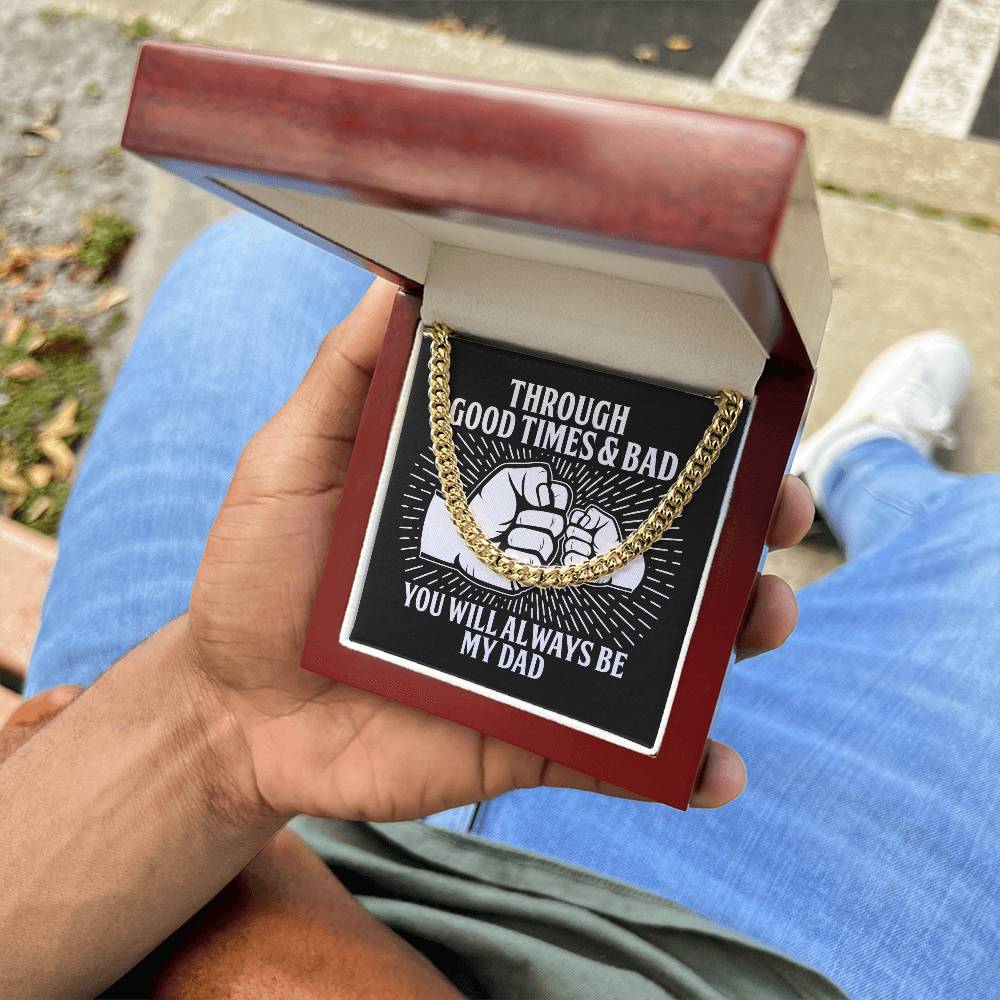 THROUGH
GOOD TIMES & BAD
YOU WILL ALWAYS BE
MY DAD